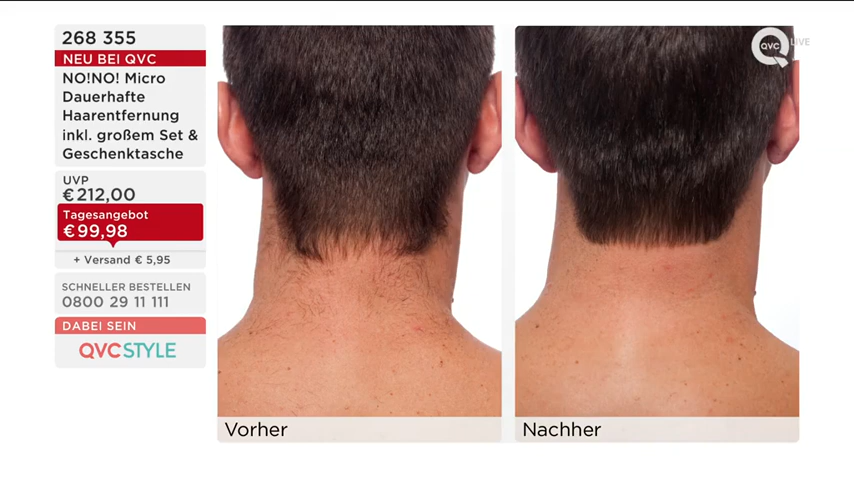 268 355
NEU BEI QVC
NO!NO! Micro
Dauerhafte
Haarentfernung
inkl. großem Set &
Geschenktasche
UVP
€212,00
Tagesangebot
€99,98
+ Versand € 5,95
SCHNELLER BESTELLEN
0800 29 11 111
DABEI SEIN
QVCSTYLE
Vorher
Nachher
QVC LIVE